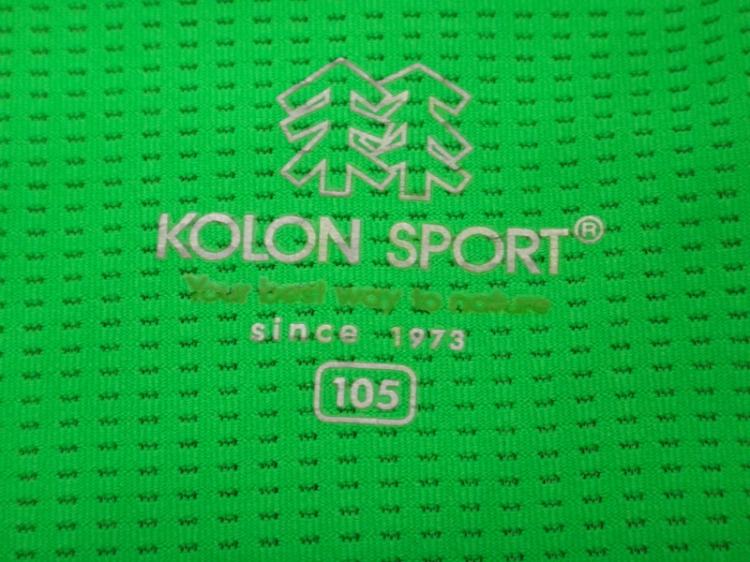 KOLON SPORT®
Your best way to nature
since 1973
105